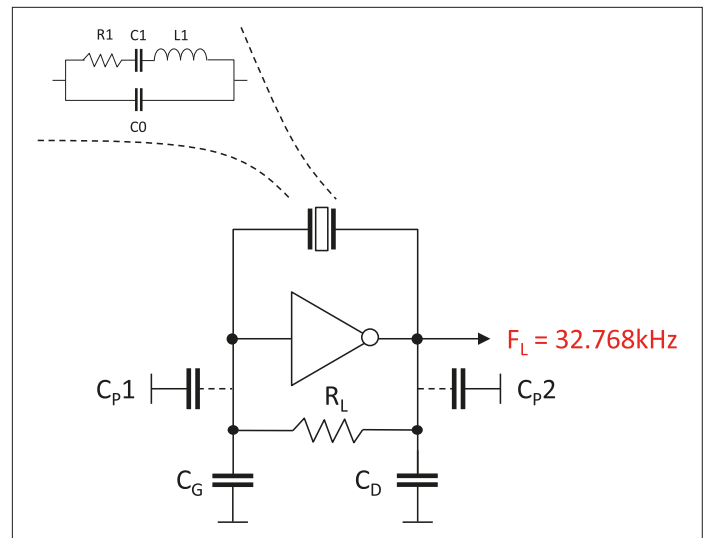 R1 C1 L1
C0
F_L = 32.768kHz
C_P1
C_P2
R_L
C_G
C_D